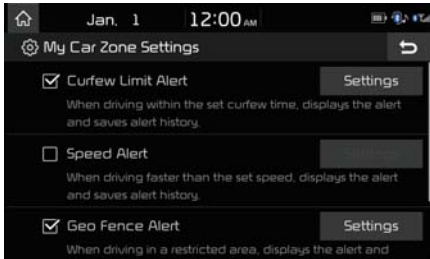 Jan. 1 12:00 AM
My Car Zone Settings
Curfew Limit Alert Settings
When driving within the set curfew time, displays the alert
and saves alert history.
Speed Alert Settings
When driving faster than the set speed, displays the alert
and saves alert history.
Geo Fence Alert Settings
When driving in a restricted area, displays the alert and